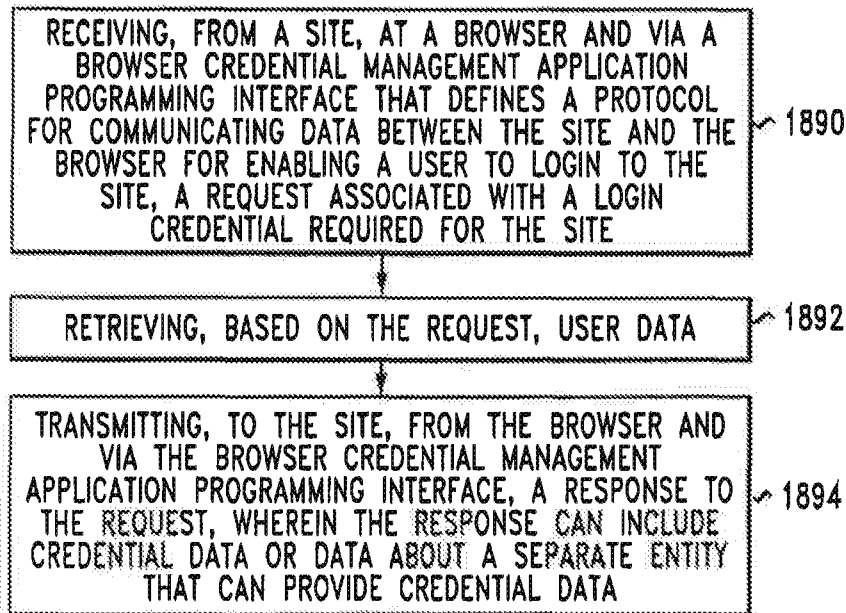 RECEIVING, FROM A SITE, AT A BROWSER AND VIA A
BROWSER CREDENTIAL MANAGEMENT APPLICATION
PROGRAMMING INTERFACE THAT DEFINES A PROTOCOL
FOR COMMUNICATING DATA BETWEEN THE SITE AND THE
BROWSER FOR ENABLING A USER TO LOGIN TO THE
SITE, A REQUEST ASSOCIATED WITH A LOGIN
CREDENTIAL REQUIRED FOR THE SITE
1890
RETRIEVING, BASED ON THE REQUEST, USER DATA
1892
TRANSMITTING, TO THE SITE, FROM THE BROWSER AND
VIA THE BROWSER CREDENTIAL MANAGEMENT
APPLICATION PROGRAMMING INTERFACE, A RESPONSE TO
THE REQUEST, WHEREIN THE RESPONSE CAN INCLUDE
CREDENTIAL DATA OR DATA ABOUT A SEPARATE ENTITY
THAT CAN PROVIDE CREDENTIAL DATA
1894